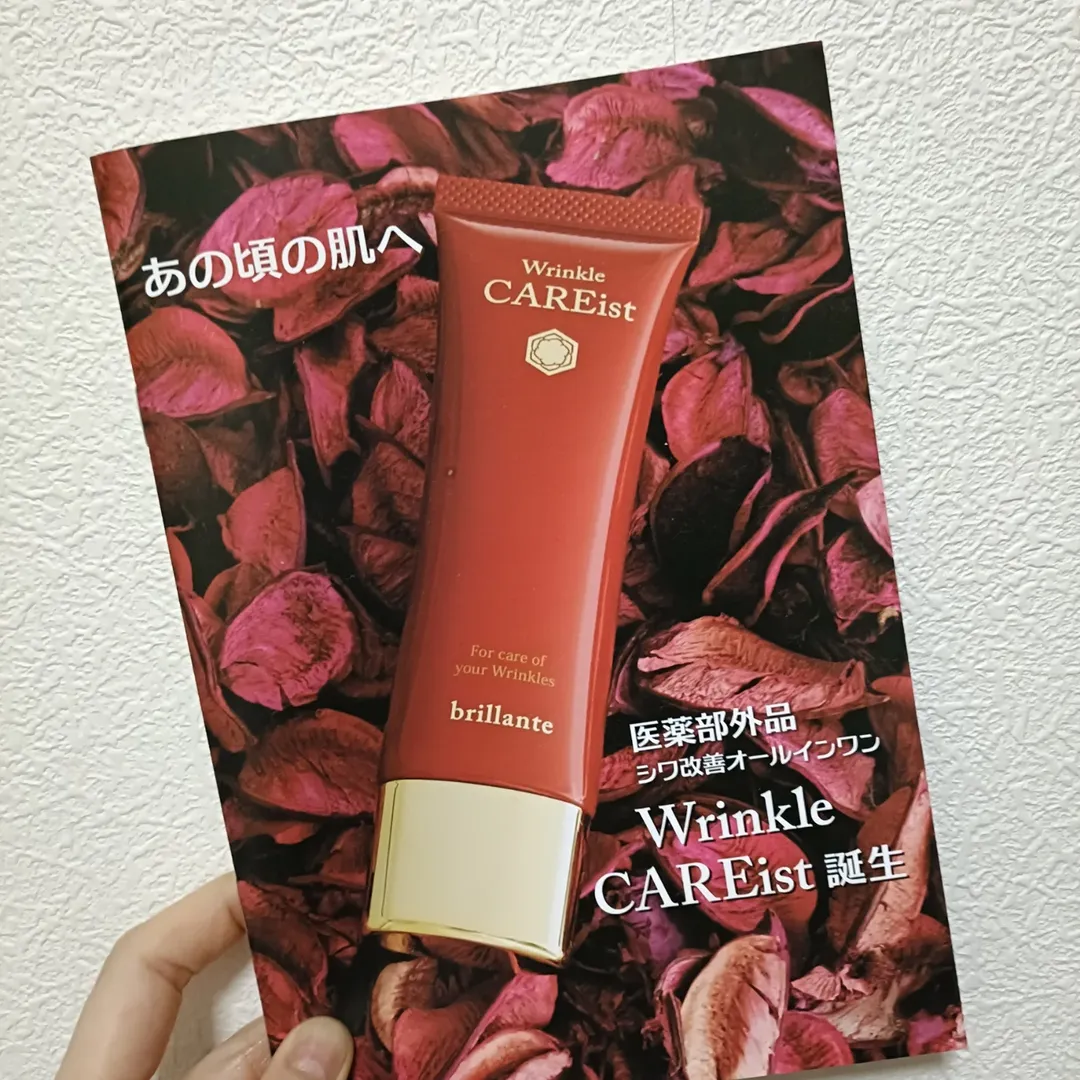 あの頃の肌へ
Wrinkle
CAREist
For care of
your Wrinkles
brillante
医薬部外品
シワ改善オールインワン
Wrinkle
CAREist 誕生